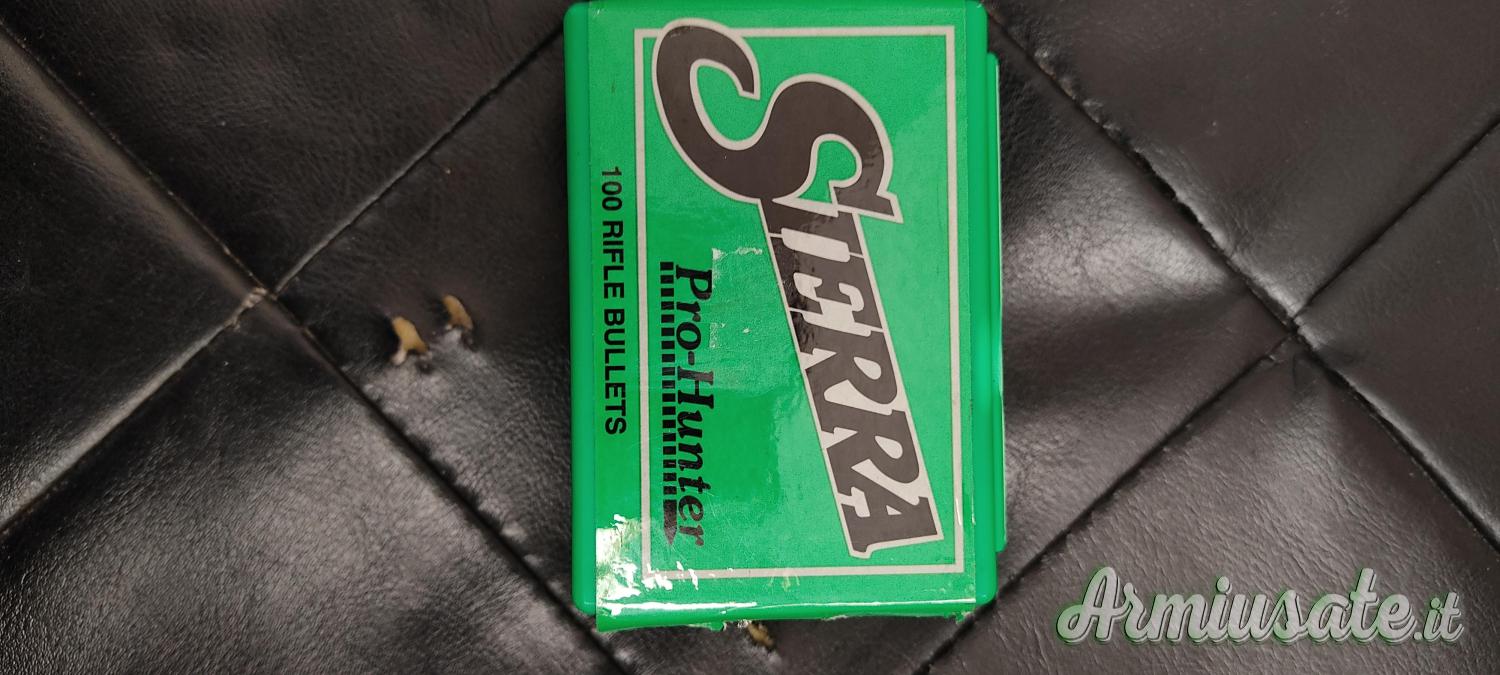 SIERRA
Pro-Hunter
100 RIFLE BULLETS
Armiusate.it